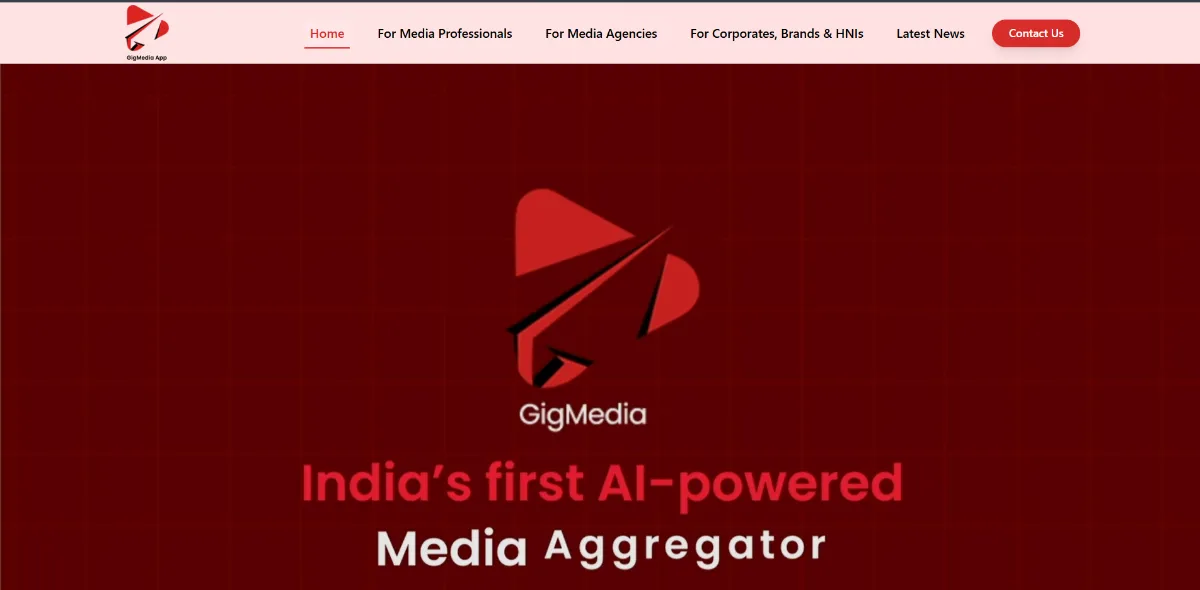 Home For Media Professionals For Media Agencies For Corporates, Brands & HNIs Latest News Contact Us
GigMedia App
GigMedia
India’s first AI-powered
Media Aggregator